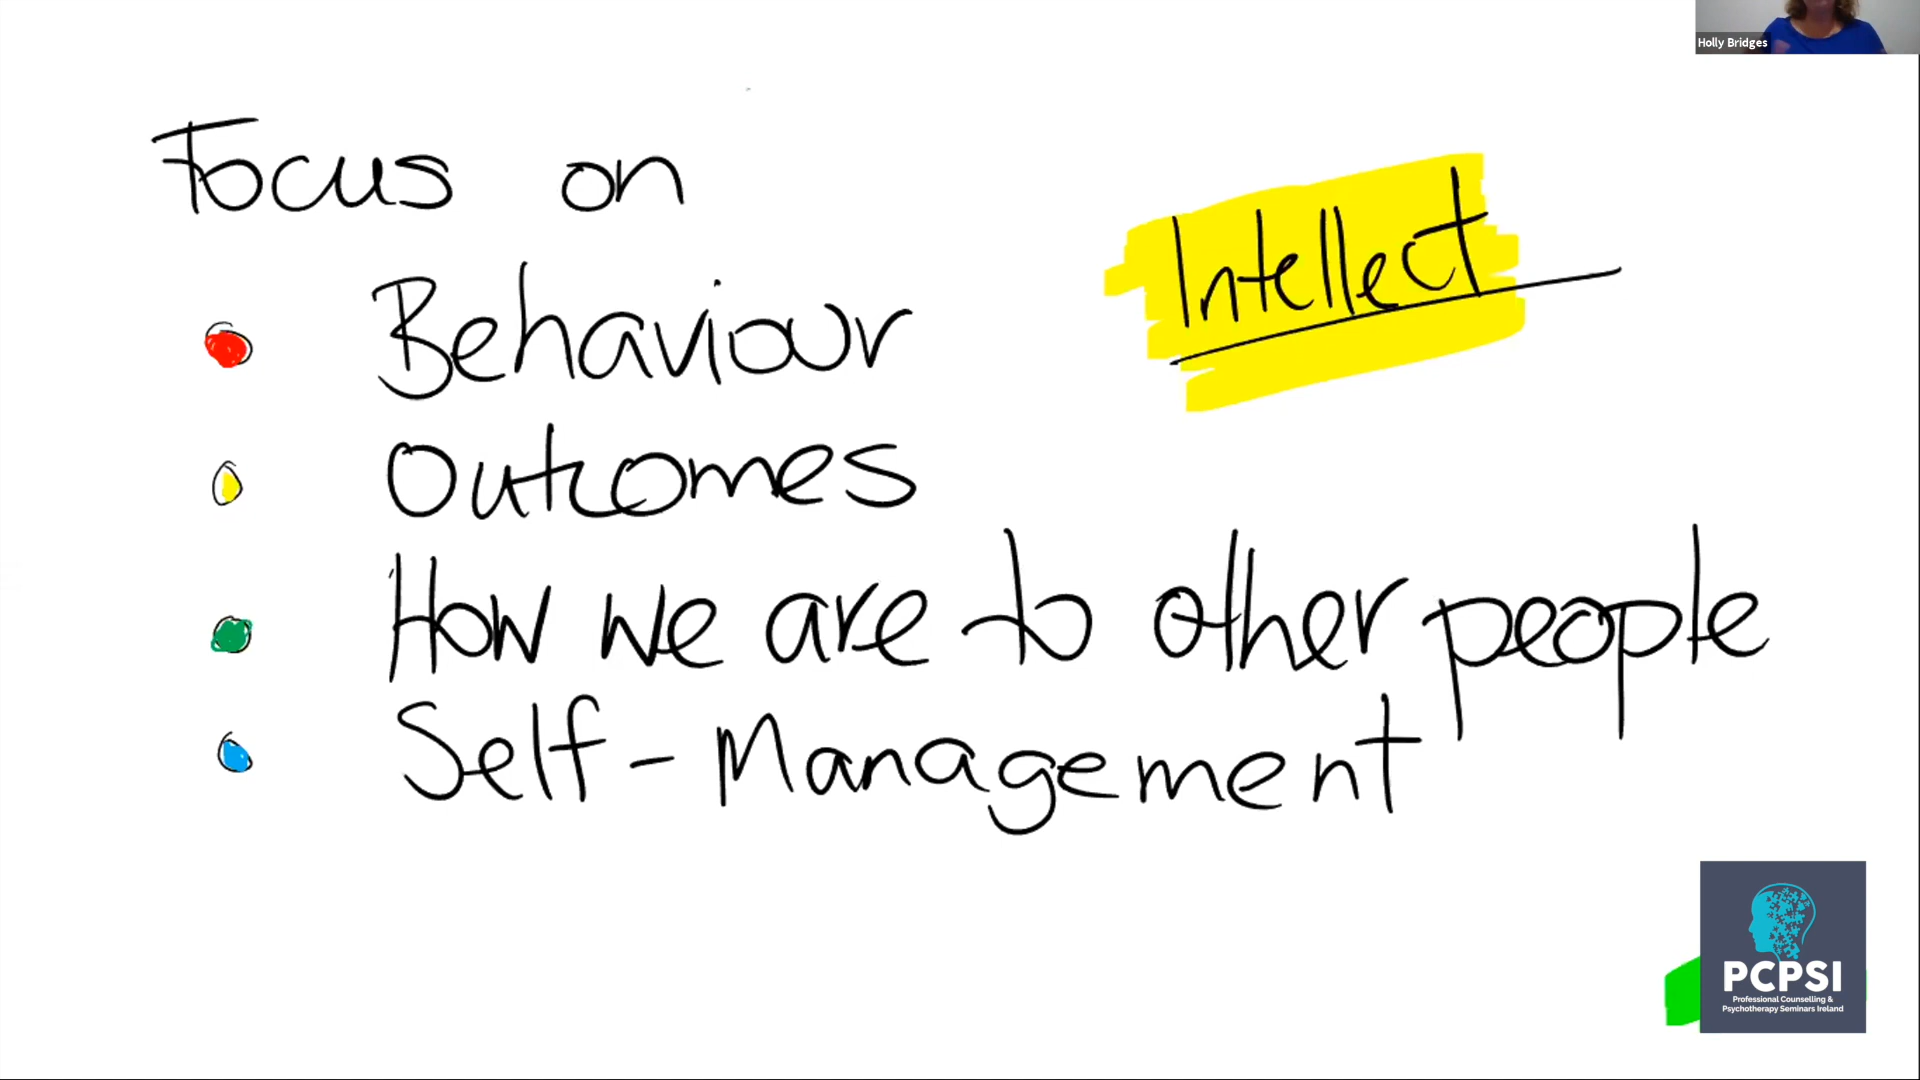 Holly Bridges
Focus on
Intellect
Behaviour
Outcomes
How we are to other people
Self-Management
PCPSI
Professional Counselling &
Psychotherapy Seminars Ireland